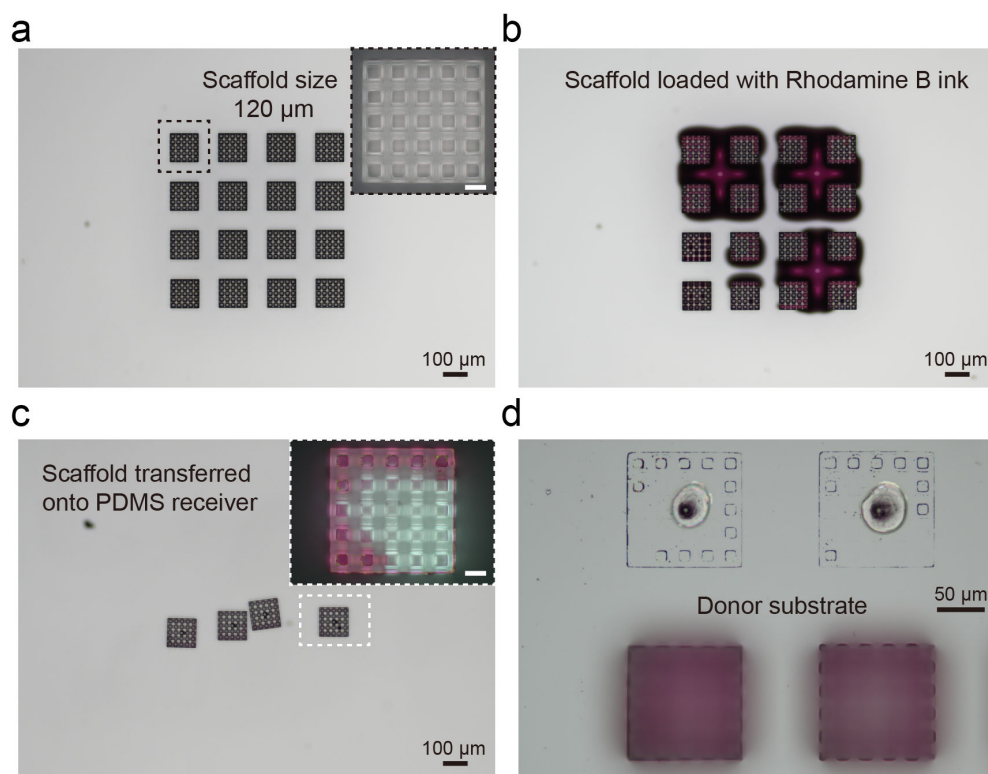 a
Scaffold size
120 µm
100 µm
b
Scaffold loaded with Rhodamine B ink
100 µm
c
Scaffold transferred
onto PDMS receiver
100 µm
d
Donor substrate
50 µm